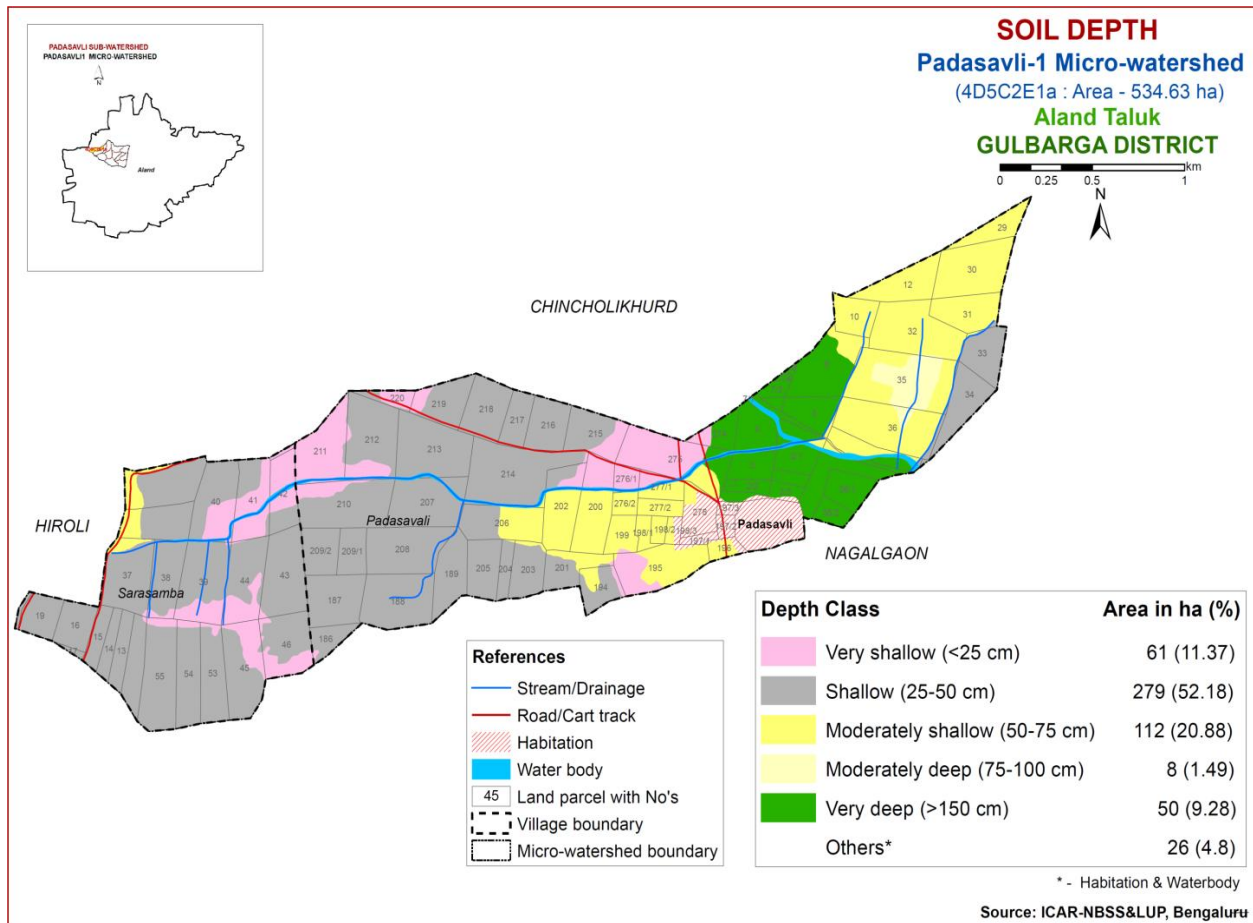 PADASAVLI SUB-WATERSHED
PADASAVLI1 MICRO-WATERSHED
N
Aland
SOIL DEPTH
Padasavli-1 Micro-watershed
(4D5C2E1a : Area - 534.63 ha)
Aland Taluk
GULBARGA DISTRICT
km
0 0.25 0.5 1
N
CHINCHOLIKHURD
HIROLI
NAGALGAON
Padasavali
Padasavli
Sarasamba
29
30
12
31
10
32
33
35
34
36
220
219
218
217
216
215
212
211
213
214
276/1
277/1
276/2
277/2
278
40
41
42
210
207
206
202
200
199
198/1
198/2
198/3
197/1
197/2
196
195
194
209/2
209/1
208
189
205
204
203
201
187
188
186
37
38
39
44
43
19
16
15
14
13
55
54
53
45
46
References
Stream/Drainage
Road/Cart track
Habitation
Water body
45 Land parcel with No's
Village boundary
Micro-watershed boundary
Depth Class Area in ha (%)
Very shallow (<25 cm) 61 (11.37)
Shallow (25-50 cm) 279 (52.18)
Moderately shallow (50-75 cm) 112 (20.88)
Moderately deep (75-100 cm) 8 (1.49)
Very deep (>150 cm) 50 (9.28)
Others* 26 (4.8)
* - Habitation & Waterbody
Source: ICAR-NBSS&LUP, Bengaluru